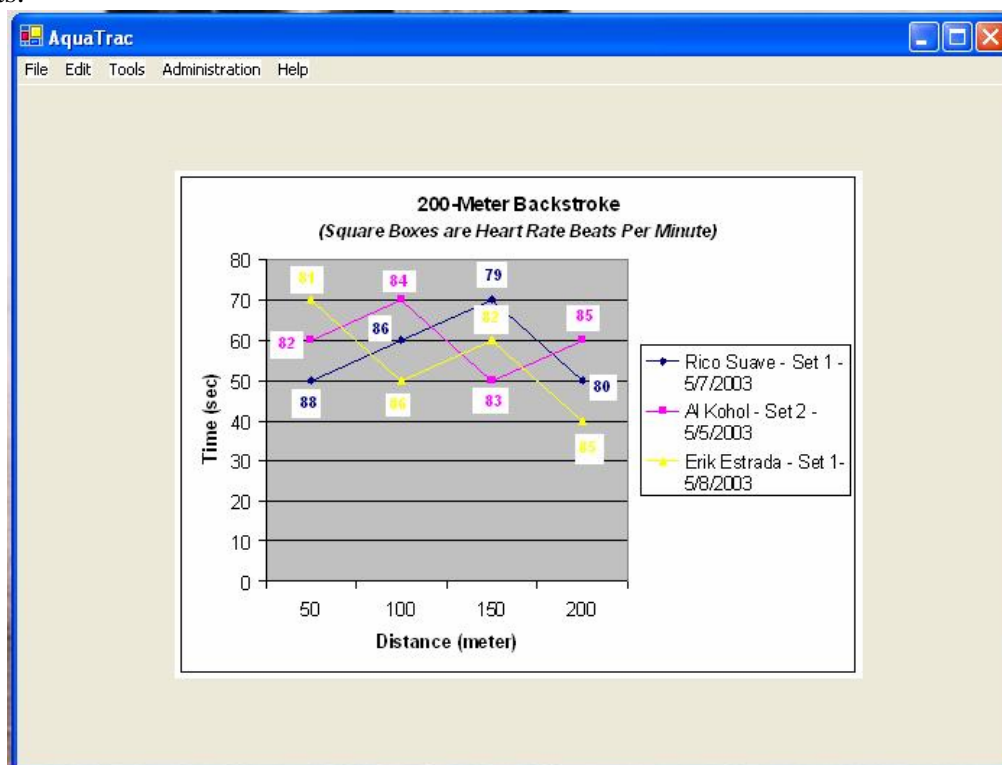 AquaTrac
File Edit Tools Administration Help
200-Meter Backstroke
(Square Boxes are Heart Rate Beats Per Minute)
80
70
60
50
40
30
20
10
0
Time (sec)
81
84
79
82
86
82
85
88
86
83
80
85
50 100 150 200
Distance (meter)
Rico Suave - Set 1 -
5/7/2003
Al Kohol - Set 2 -
5/5/2003
Erik Estrada - Set 1-
5/8/2003